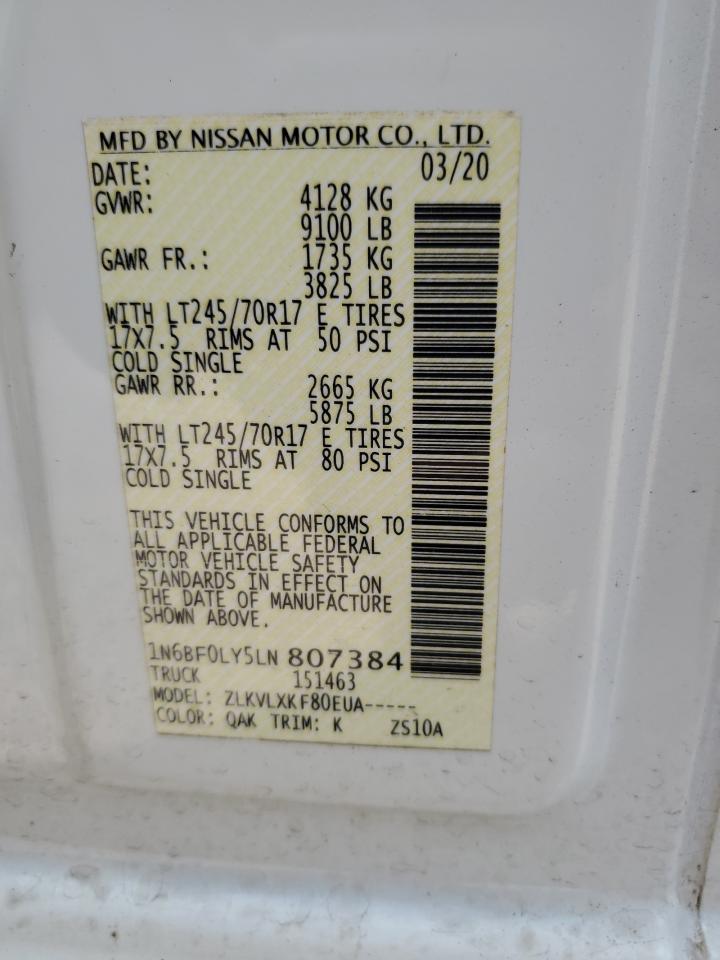 MFD BY NISSAN MOTOR CO., LTD.
DATE: 03/20
GVWR: 4128 KG
9100 LB
GAWR FR.: 1735 KG
3825 LB
WITH LT245/70R17 E TIRES
17X7.5 RIMS AT 50 PSI
COLD SINGLE
GAWR RR.: 2665 KG
5875 LB
WITH LT245/70R17 E TIRES
17X7.5 RIMS AT 80 PSI
COLD SINGLE
THIS VEHICLE CONFORMS TO
ALL APPLICABLE FEDERAL
MOTOR VEHICLE SAFETY
STANDARDS IN EFFECT ON
THE DATE OF MANUFACTURE
SHOWN ABOVE.
1N6BF0LY5LN 807384
TRUCK 151463
MODEL: ZLKVLXKF80EUA-----
COLOR: QAK TRIM: K ZS10A